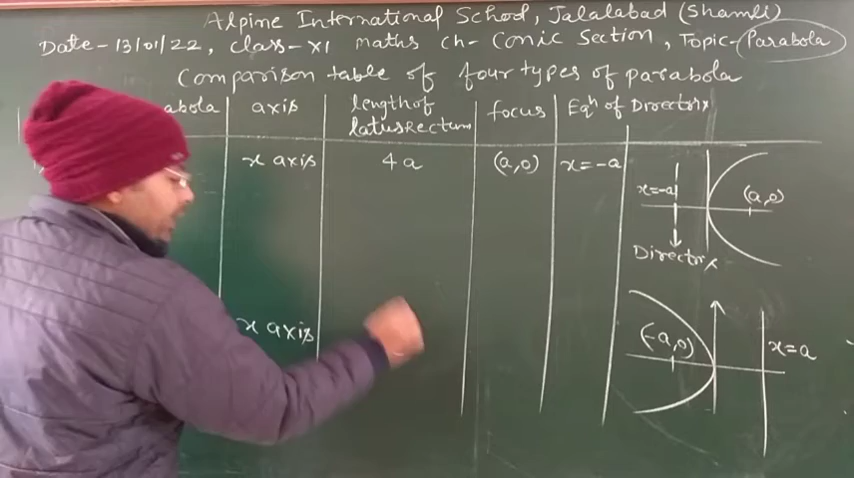 Alpine International School, Jalalabad (Shamli)
Date-13/01/22, Class-XI maths Ch- Conic Section, Topic-Parabola
Comparison table of four types of parabola
abola axis length of latus Rectum focus Eqn of Directrix
x axis 4a (a,0) x=-a
x=-a (a,0)
Directrix
x axis (-a,0) x=a